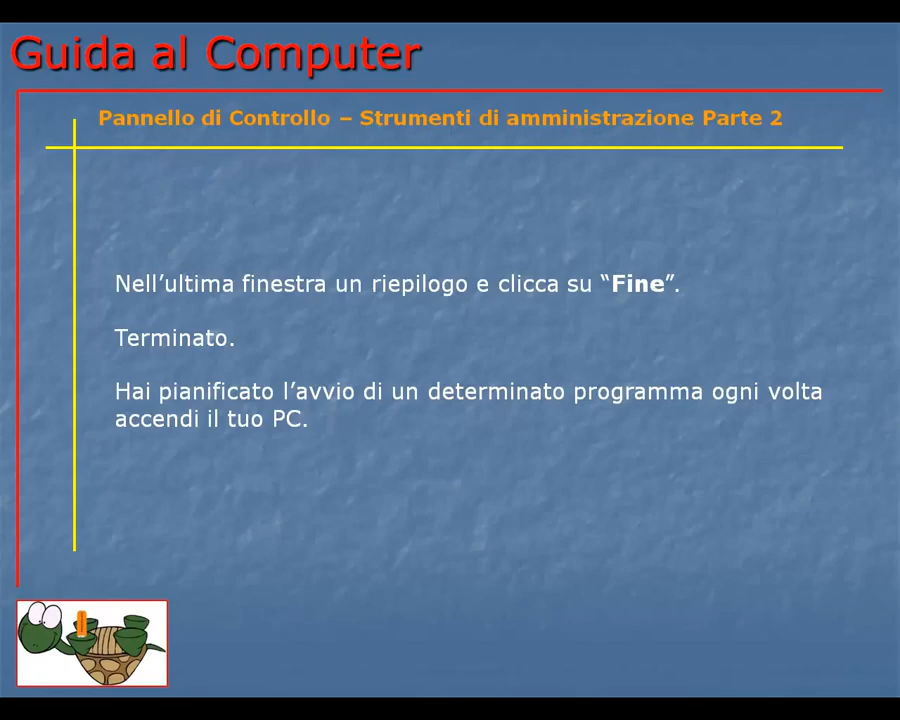 Guida al Computer
Pannello di Controllo – Strumenti di amministrazione Parte 2
Nell’ultima finestra un riepilogo e clicca su “Fine”.
Terminato.
Hai pianificato l’avvio di un determinato programma ogni volta
accendi il tuo PC.